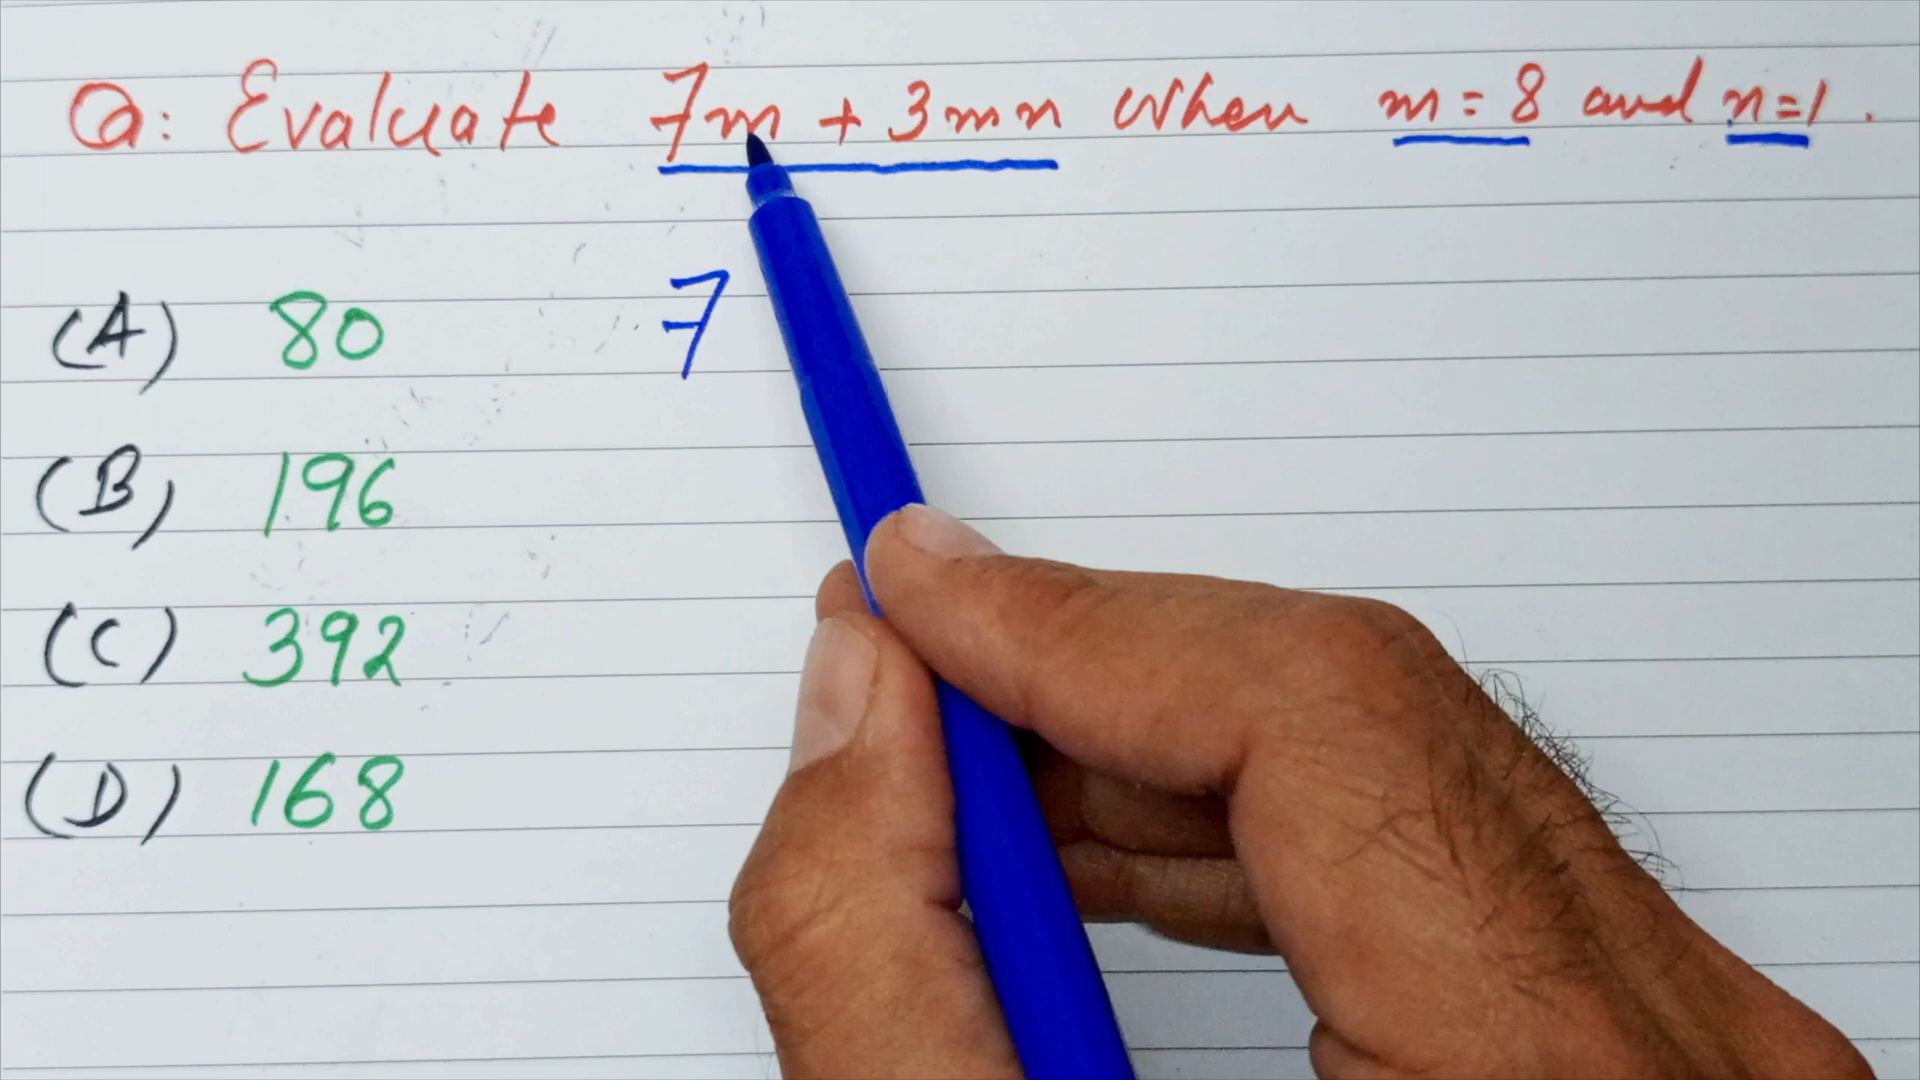 Q: Evaluate 7m + 3mn when m = 8 and n = 1.
7
(A) 80
(B) 196
(C) 392
(D) 168